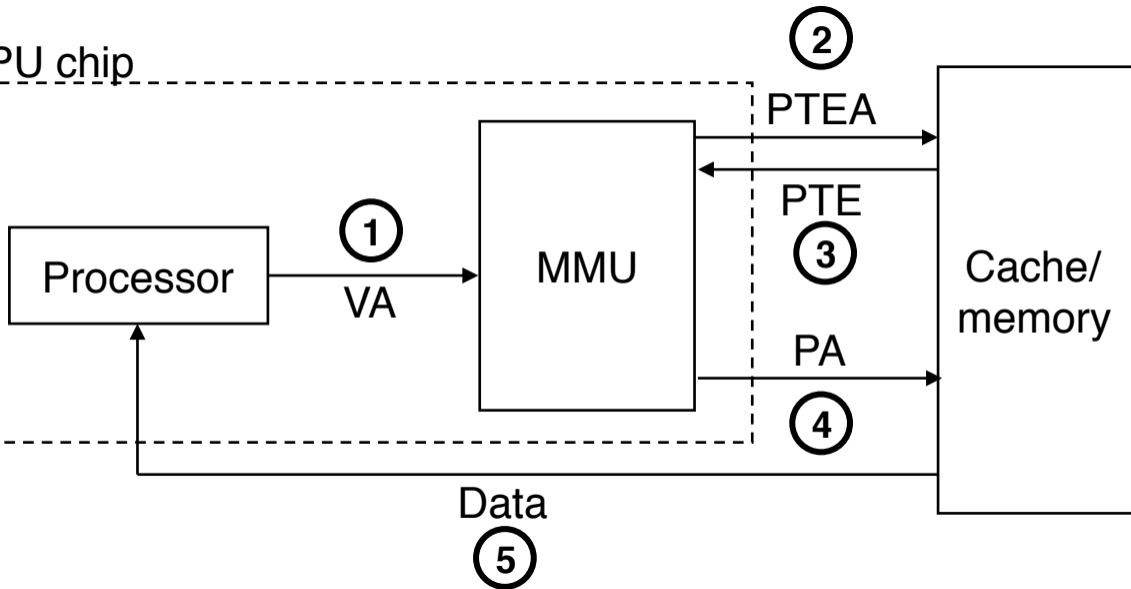 2
PU chip
PTEA
PTE
3
1
Processor
VA
MMU
Cache/
memory
PA
4
Data
5